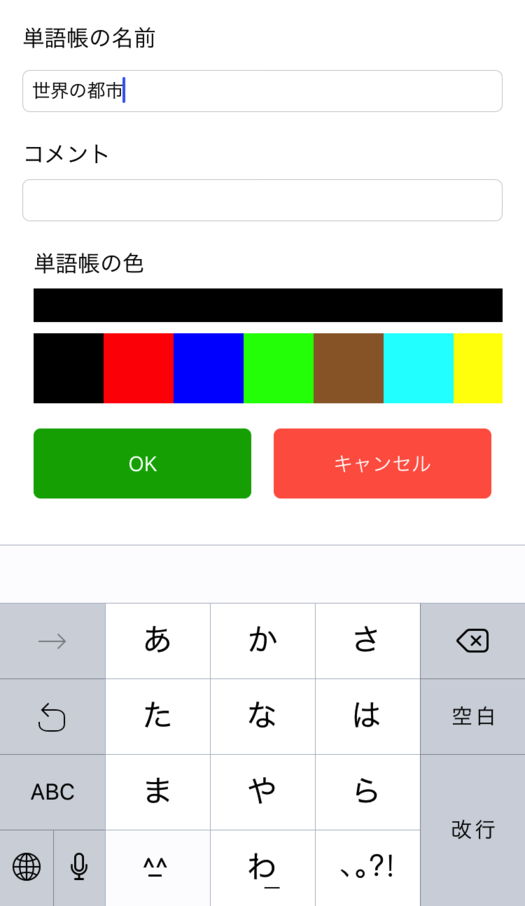 単語帳の名前
世界の都市
コメント
単語帳の色
OK キャンセル
→ あ か さ
た な は 空白
ABC ま や ら 改行
^_^ わ_ 、。?!